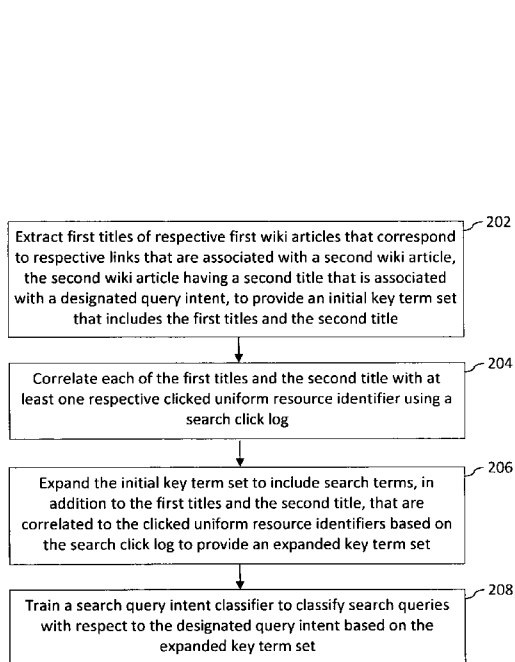 202
Extract first titles of respective first wiki articles that correspond
to respective links that are associated with a second wiki article,
the second wiki article having a second title that is associated
with a designated query intent, to provide an initial key term set
that includes the first titles and the second title
204
Correlate each of the first titles and the second title with at
least one respective clicked uniform resource identifier using a
search click log
206
Expand the initial key term set to include search terms, in
addition to the first titles and the second title, that are
correlated to the clicked uniform resource identifiers based on
the search click log to provide an expanded key term set
208
Train a search query intent classifier to classify search queries
with respect to the designated query intent based on the
expanded key term set